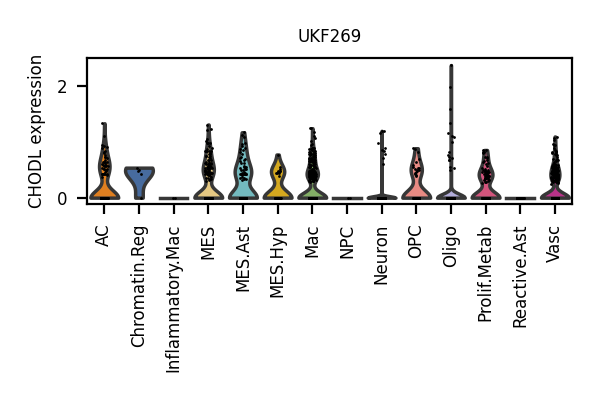 UKF269
CHODL expression
2
0
AC
Chromatin.Reg
Inflammatory.Mac
MES
MES.Ast
MES.Hyp
Mac
NPC
Neuron
OPC
Oligo
Prolif.Metab
Reactive.Ast
Vasc